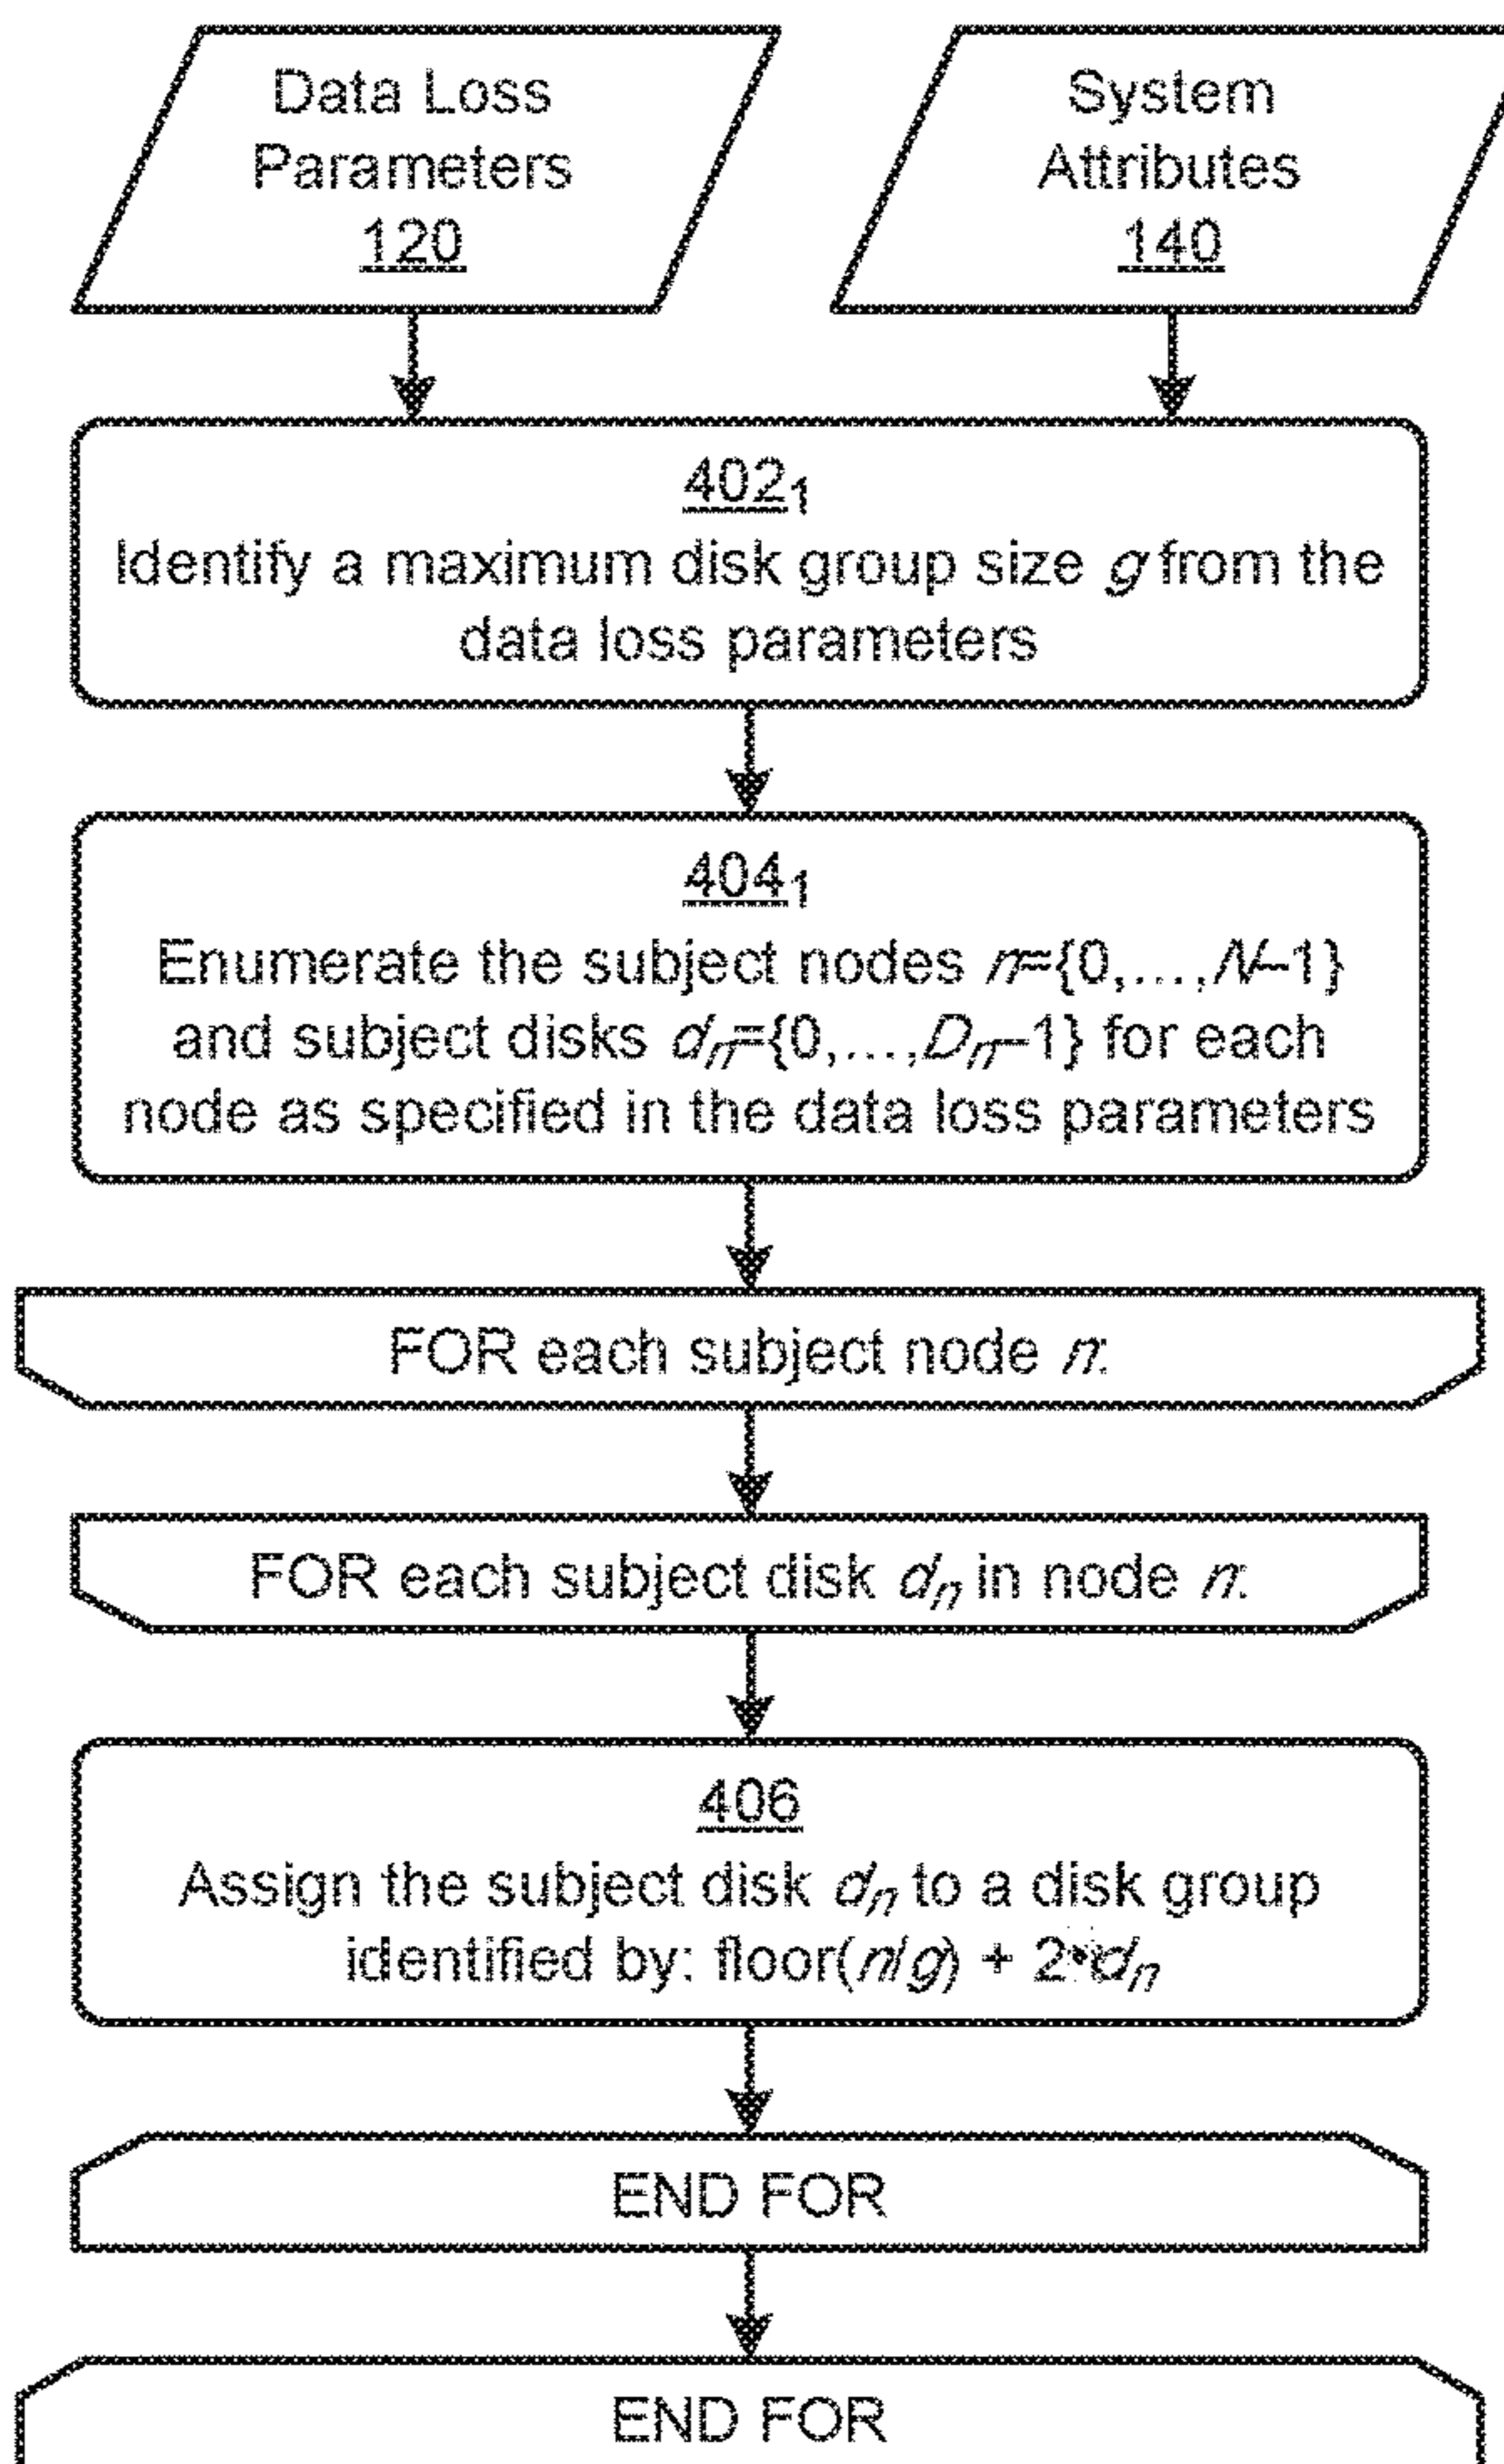 Data Loss
Parameters
120
System
Attributes
140
402₁
Identify a maximum disk group size g from the
data loss parameters
404₁
Enumerate the subject nodes n={0,...,N–1}
and subject disks dₙ={0,...,Dₙ–1} for each
node as specified in the data loss parameters
FOR each subject node n:
FOR each subject disk dₙ in node n:
406
Assign the subject disk dₙ to a disk group
identified by: floor(n/g) + 2•dₙ
END FOR
END FOR